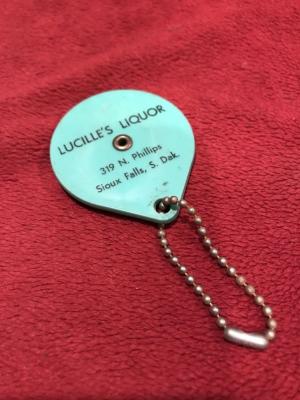 LUCILLE'S LIQUOR
319 N. Phillips
Sioux Falls, S. Dak.